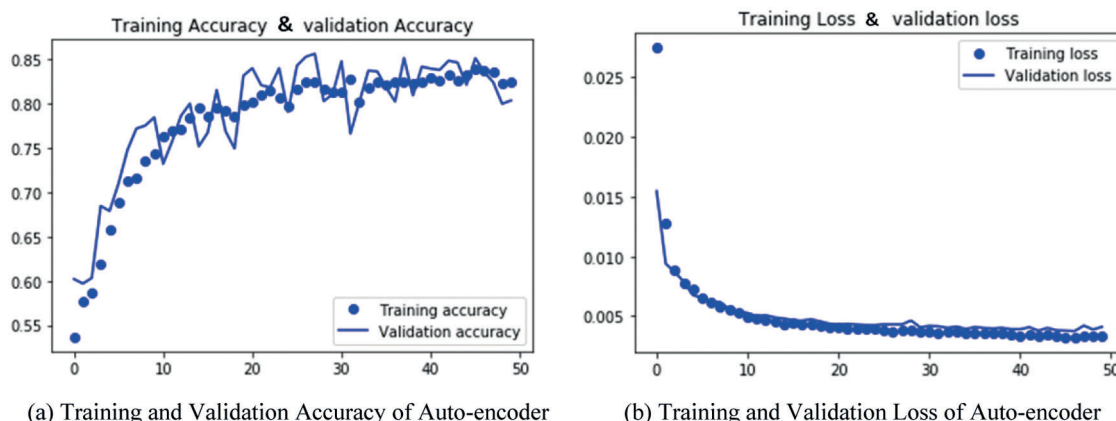 Training Accuracy & validation Accuracy
0.85
0.80
0.75
0.70
0.65
0.60
0.55
Training accuracy
Validation accuracy
0 10 20 30 40 50
(a) Training and Validation Accuracy of Auto-encoder
Training Loss & validation loss
0.025
0.020
0.015
0.010
0.005
Training loss
Validation loss
0 10 20 30 40 50
(b) Training and Validation Loss of Auto-encoder